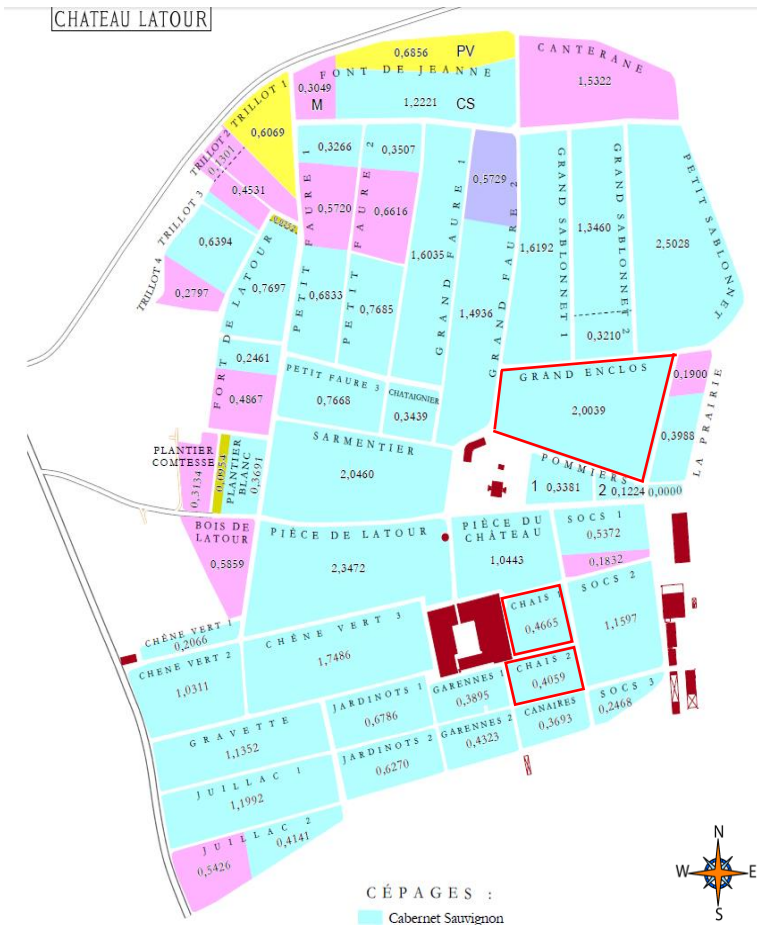 CHATEAU LATOUR
0,6856 PV
FONT DE JEANNE
0,3049
M
1,2221 CS
CANTERANE
1,5322
TRILLOT 1
0,6069
TRILLOT 2
0,1301
0,4531
TRILLOT 3
0,6394
TRILLOT 4
0,2797
PETIT FAURE 1
0,3266
0,5720
0,6833
PETIT FAURE 2
0,3507
0,6616
0,7685
GRAND FAURE 1
1,6035
GRAND FAURE 2
0,5729
1,4936
GRAND SABLONNET 1
1,6192
GRAND SABLONNET 2
1,3460
0,3210
PETIT SABLONNET
2,5028
FORT DE LATOUR
0,7697
0,2461
0,4867
PETIT FAURE 3
0,7668
CHATAIGNIER
0,3439
GRAND ENCLOS
2,0039
LA PRAIRIE
0,1900
0,3988
SARMENTIER
2,0460
PLANTIER
COMTESSE
0,3134
0,0954
PLANTIER
BLANC
0,3691
POMMIERS
1 0,3381
2 0,1224 0,0000
BOIS DE
LATOUR
0,5859
PIÈCE DE LATOUR
2,3472
PIÈCE DU
CHÂTEAU
1,0443
SOCS 1
0,5372
0,1832
SOCS 2
1,1597
CHAIS 1
0,4665
CHAIS 2
0,4059
SOCS 3
0,2468
CHÊNE VERT 1
0,2066
CHENE VERT 2
1,0311
CHÊNE VERT 3
1,7486
GARENNES 1
0,3895
GARENNES 2
0,4323
CANAIRES
0,3693
JARDINOTS 1
0,6786
JARDINOTS 2
0,6270
GRAVETTE
1,1352
JUILLAC 1
1,1992
JUILLAC 2
0,4141
0,5426
N
W E
S
CÉPAGES :
Cabernet Sauvignon